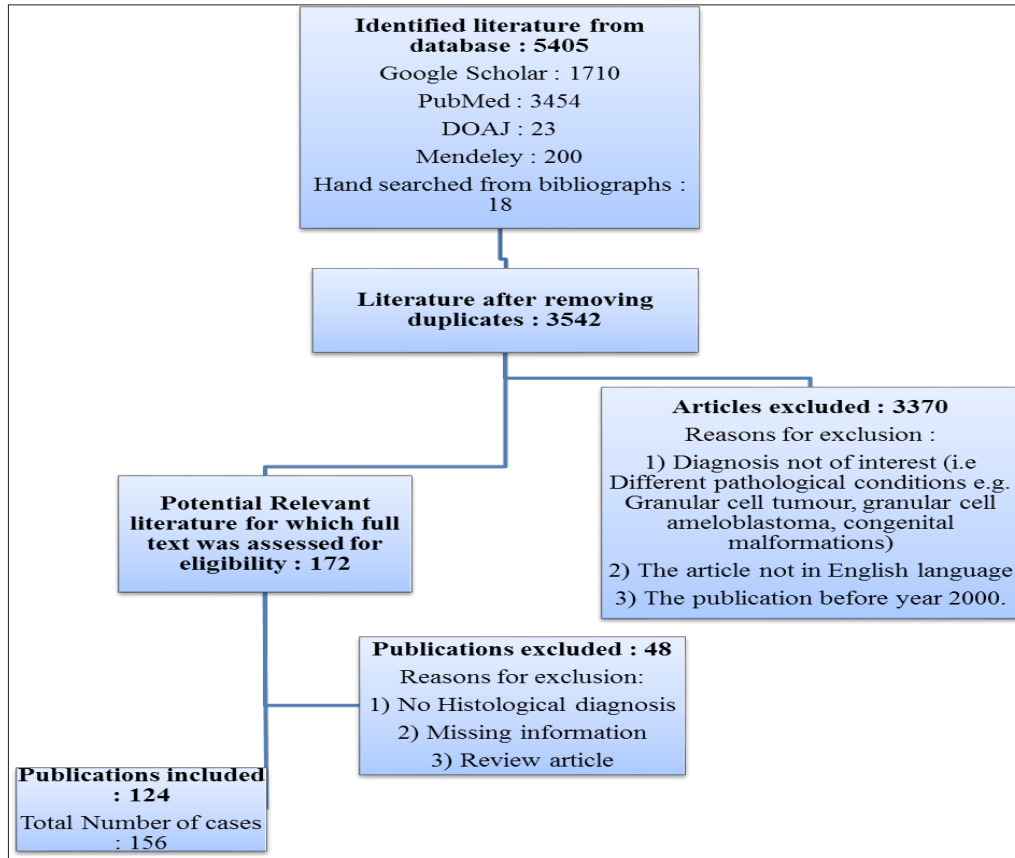 Identified literature from
database : 5405
Google Scholar : 1710
PubMed : 3454
DOAJ : 23
Mendeley : 200
Hand searched from bibliographs :
18
Literature after removing
duplicates : 3542
Articles excluded : 3370
Reasons for exclusion :
1) Diagnosis not of interest (i.e
Different pathological conditions e.g.
Granular cell tumour, granular cell
ameloblastoma, congenital
malformations)
2) The article not in English language
3) The publication before year 2000.
Potential Relevant
literature for which full
text was assessed for
eligibility : 172
Publications excluded : 48
Reasons for exclusion:
1) No Histological diagnosis
2) Missing information
3) Review article
Publications included
: 124
Total Number of cases
: 156